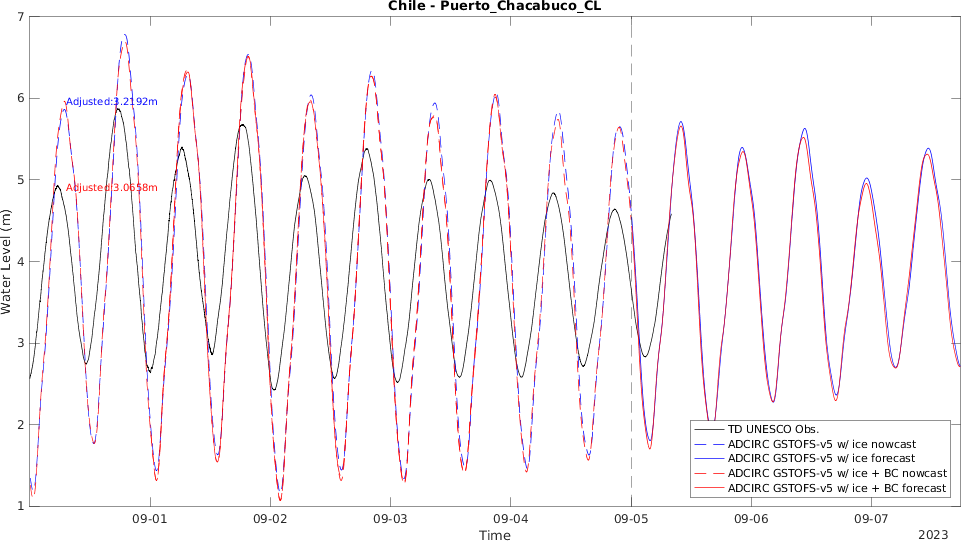 Chile - Puerto_Chacabuco_CL
7
6
5
4
3
2
1
Water Level (m)
Adjusted:3.2192m
Adjusted:3.0658m
TD UNESCO Obs.
ADCIRC GSTOFS-v5 w/ ice nowcast
ADCIRC GSTOFS-v5 w/ ice forecast
ADCIRC GSTOFS-v5 w/ ice + BC nowcast
ADCIRC GSTOFS-v5 w/ ice + BC forecast
09-01 09-02 09-03 09-04 09-05 09-06 09-07
Time
2023